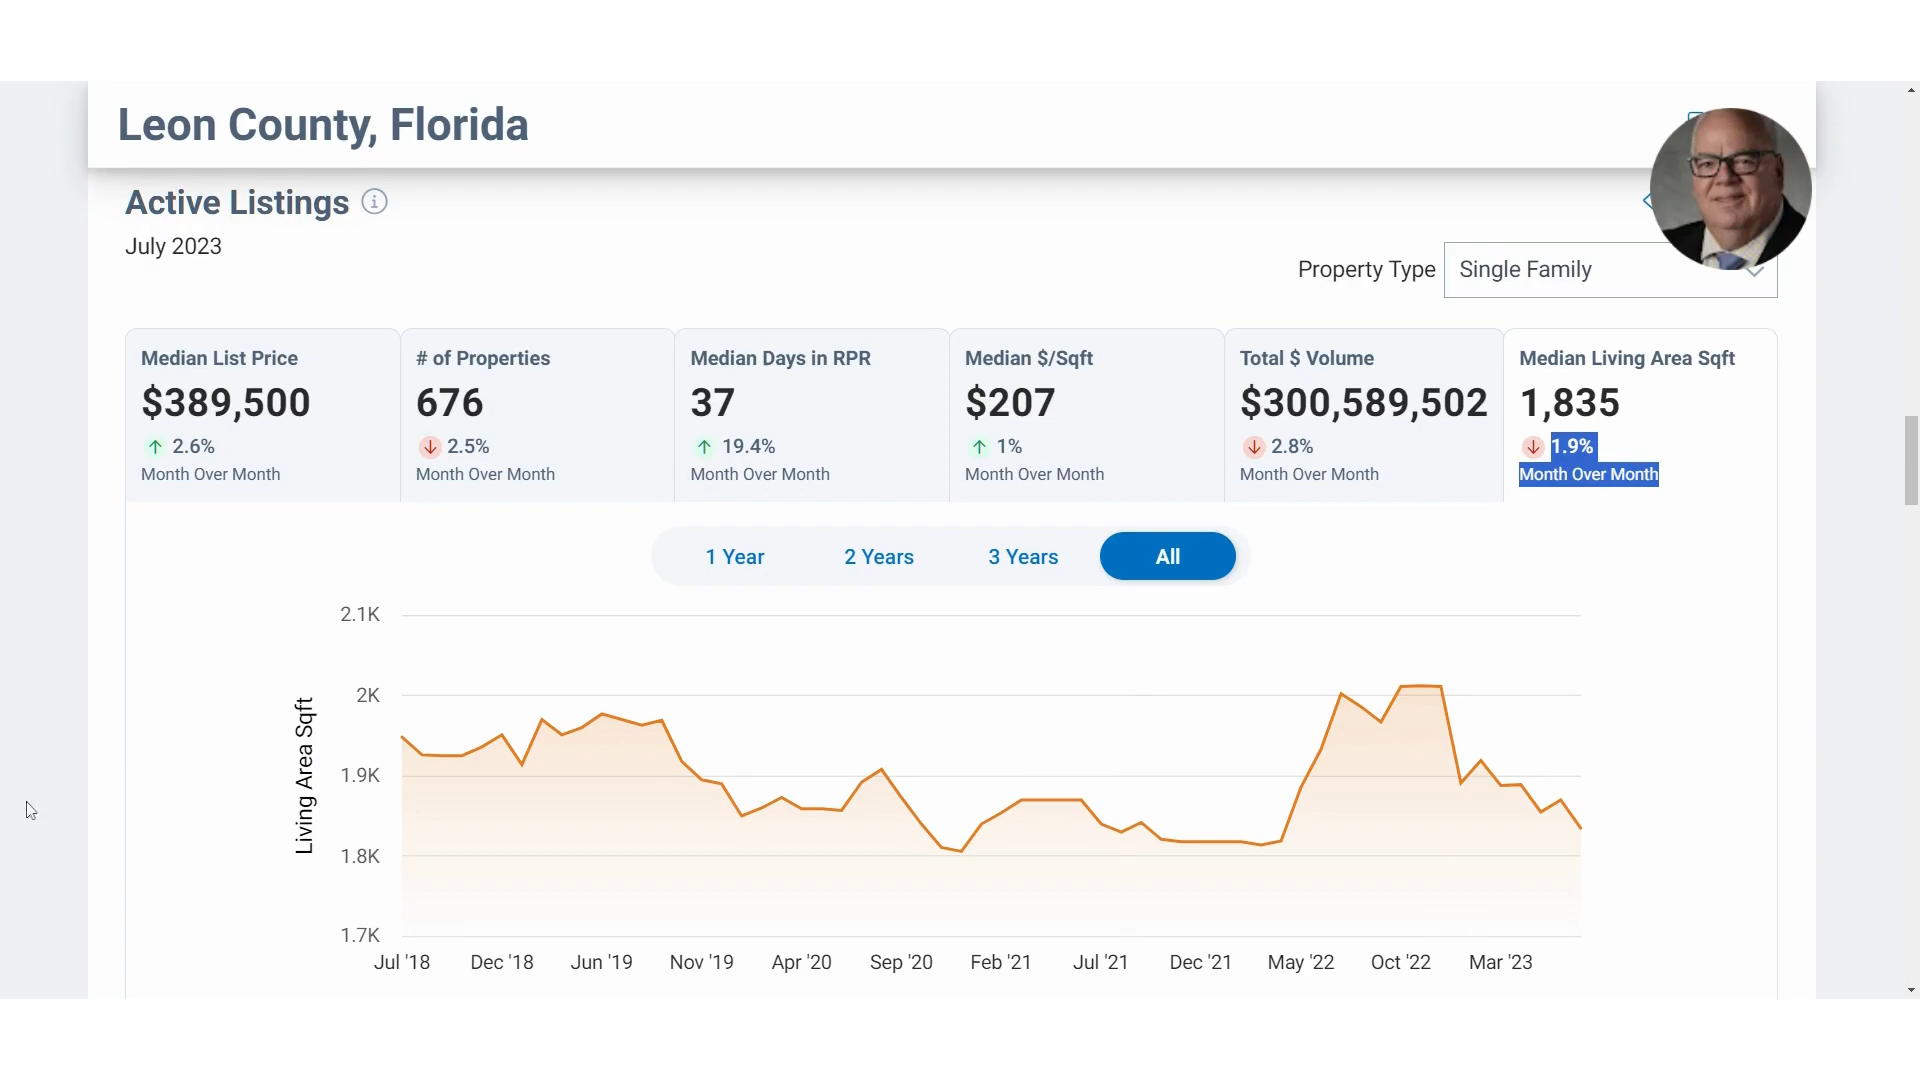 Leon County, Florida
Active Listings
July 2023
Property Type
Single Family
Median List Price
$389,500
2.6%
Month Over Month
# of Properties
676
2.5%
Month Over Month
Median Days in RPR
37
19.4%
Month Over Month
Median $/Sqft
$207
1%
Month Over Month
Total $ Volume
$300,589,502
2.8%
Month Over Month
Median Living Area Sqft
1,835
1.9%
Month Over Month
1 Year
2 Years
3 Years
All
Living Area Sqft
2.1K
2K
1.9K
1.8K
1.7K
Jul '18
Dec '18
Jun '19
Nov '19
Apr '20
Sep '20
Feb '21
Jul '21
Dec '21
May '22
Oct '22
Mar '23